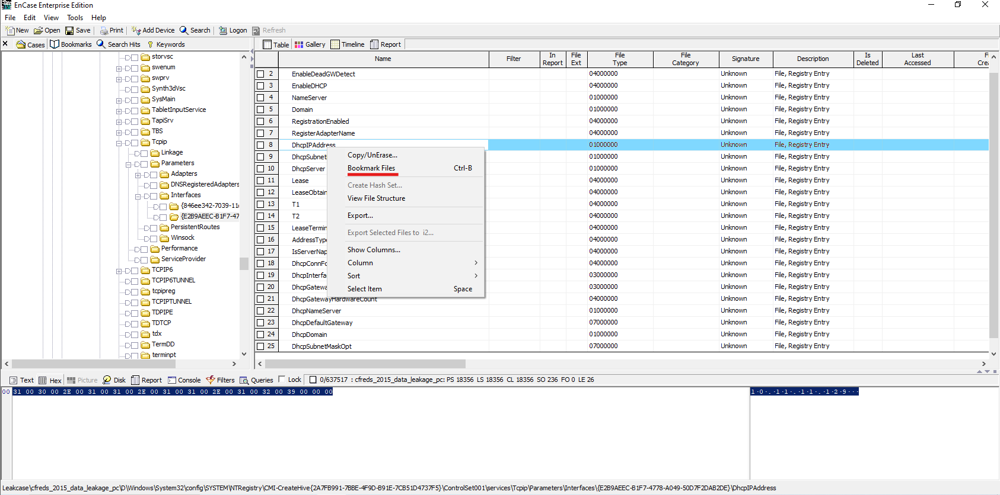 EnCase Enterprise Edition
File Edit View Tools Help
New Open Save Print Add Device Search Logon Refresh
Cases Bookmarks Search Hits Keywords
Table Gallery Timeline Report
storvsc
swenum
swprv
Synth3dVsc
SysMain
TabletInputService
TapiSrv
TBS
Tcpip
Linkage
Parameters
Adapters
DNSRegisteredAdapters
Interfaces
{846ee342-7039-11
{E2B9AEEC-B1F7-47
PersistentRoutes
Winsock
Performance
ServiceProvider
TCPIP6
TCPIP6TUNNEL
tcpipreg
TCPIPTUNNEL
TDPIPE
TDTCP
tdx
TermDD
terminpt
Name Filter In Report File Ext File Type File Category Signature Description Is Deleted Last Accessed F Crea
2 EnableDeadGWDetect 04000000 Unknown File, Registry Entry
3 EnableDHCP 04000000 Unknown File, Registry Entry
4 NameServer 01000000 Unknown File, Registry Entry
5 Domain 01000000 Unknown File, Registry Entry
6 RegistrationEnabled 04000000 Unknown File, Registry Entry
7 RegisterAdapterName 04000000 Unknown File, Registry Entry
8 DhcpIPAddress 01000000 Unknown File, Registry Entry
9 DhcpSubnet 01000000 Unknown File, Registry Entry
10 DhcpServer 01000000 Unknown File, Registry Entry
11 Lease 04000000 Unknown File, Registry Entry
12 LeaseObtain 04000000 Unknown File, Registry Entry
13 T1 04000000 Unknown File, Registry Entry
14 T2 04000000 Unknown File, Registry Entry
15 LeaseTermin 04000000 Unknown File, Registry Entry
16 AddressType 04000000 Unknown File, Registry Entry
17 IsServerNap 04000000 Unknown File, Registry Entry
18 DhcpConnFo 04000000 Unknown File, Registry Entry
19 DhcpInterfa 03000000 Unknown File, Registry Entry
20 DhcpGatewa 03000000 Unknown File, Registry Entry
21 DhcpGatewayHardwareCount 04000000 Unknown File, Registry Entry
22 DhcpNameServer 01000000 Unknown File, Registry Entry
23 DhcpDefaultGateway 07000000 Unknown File, Registry Entry
24 DhcpDomain 01000000 Unknown File, Registry Entry
25 DhcpSubnetMaskOpt 07000000 Unknown File, Registry Entry
Copy/UnErase...
Bookmark Files Ctrl-B
Create Hash Set...
View File Structure
Export...
Export Selected Files to i2...
Show Columns...
Column
Sort
Select Item Space
Text Hex Picture Disk Report Console Filters Queries Lock 0/637517 : cfreds_2015_data_leakage_pc: PS 18356 LS 18356 CL 18356 SO 236 FO 0 LE 26
00 31 00 30 00 2E 00 31 00 31 00 2E 00 31 00 31 00 2E 00 31 00 32 00 39 00 00 00 1·0·.·1·1·.·1·1·.·1·2·9···
Leakcase\cfreds_2015_data_leakage_pc\D\Windows\System32\config\SYSTEM\NTRegistry\CMI-CreateHive{2A7FB991-7BBE-4F9D-B91E-7CB51D4737F5}\ControlSet001\services\Tcpip\Parameters\Interfaces\{E2B9AEEC-B1F7-4778-A049-50D7F2DAB2DE}\DhcpIPAddress